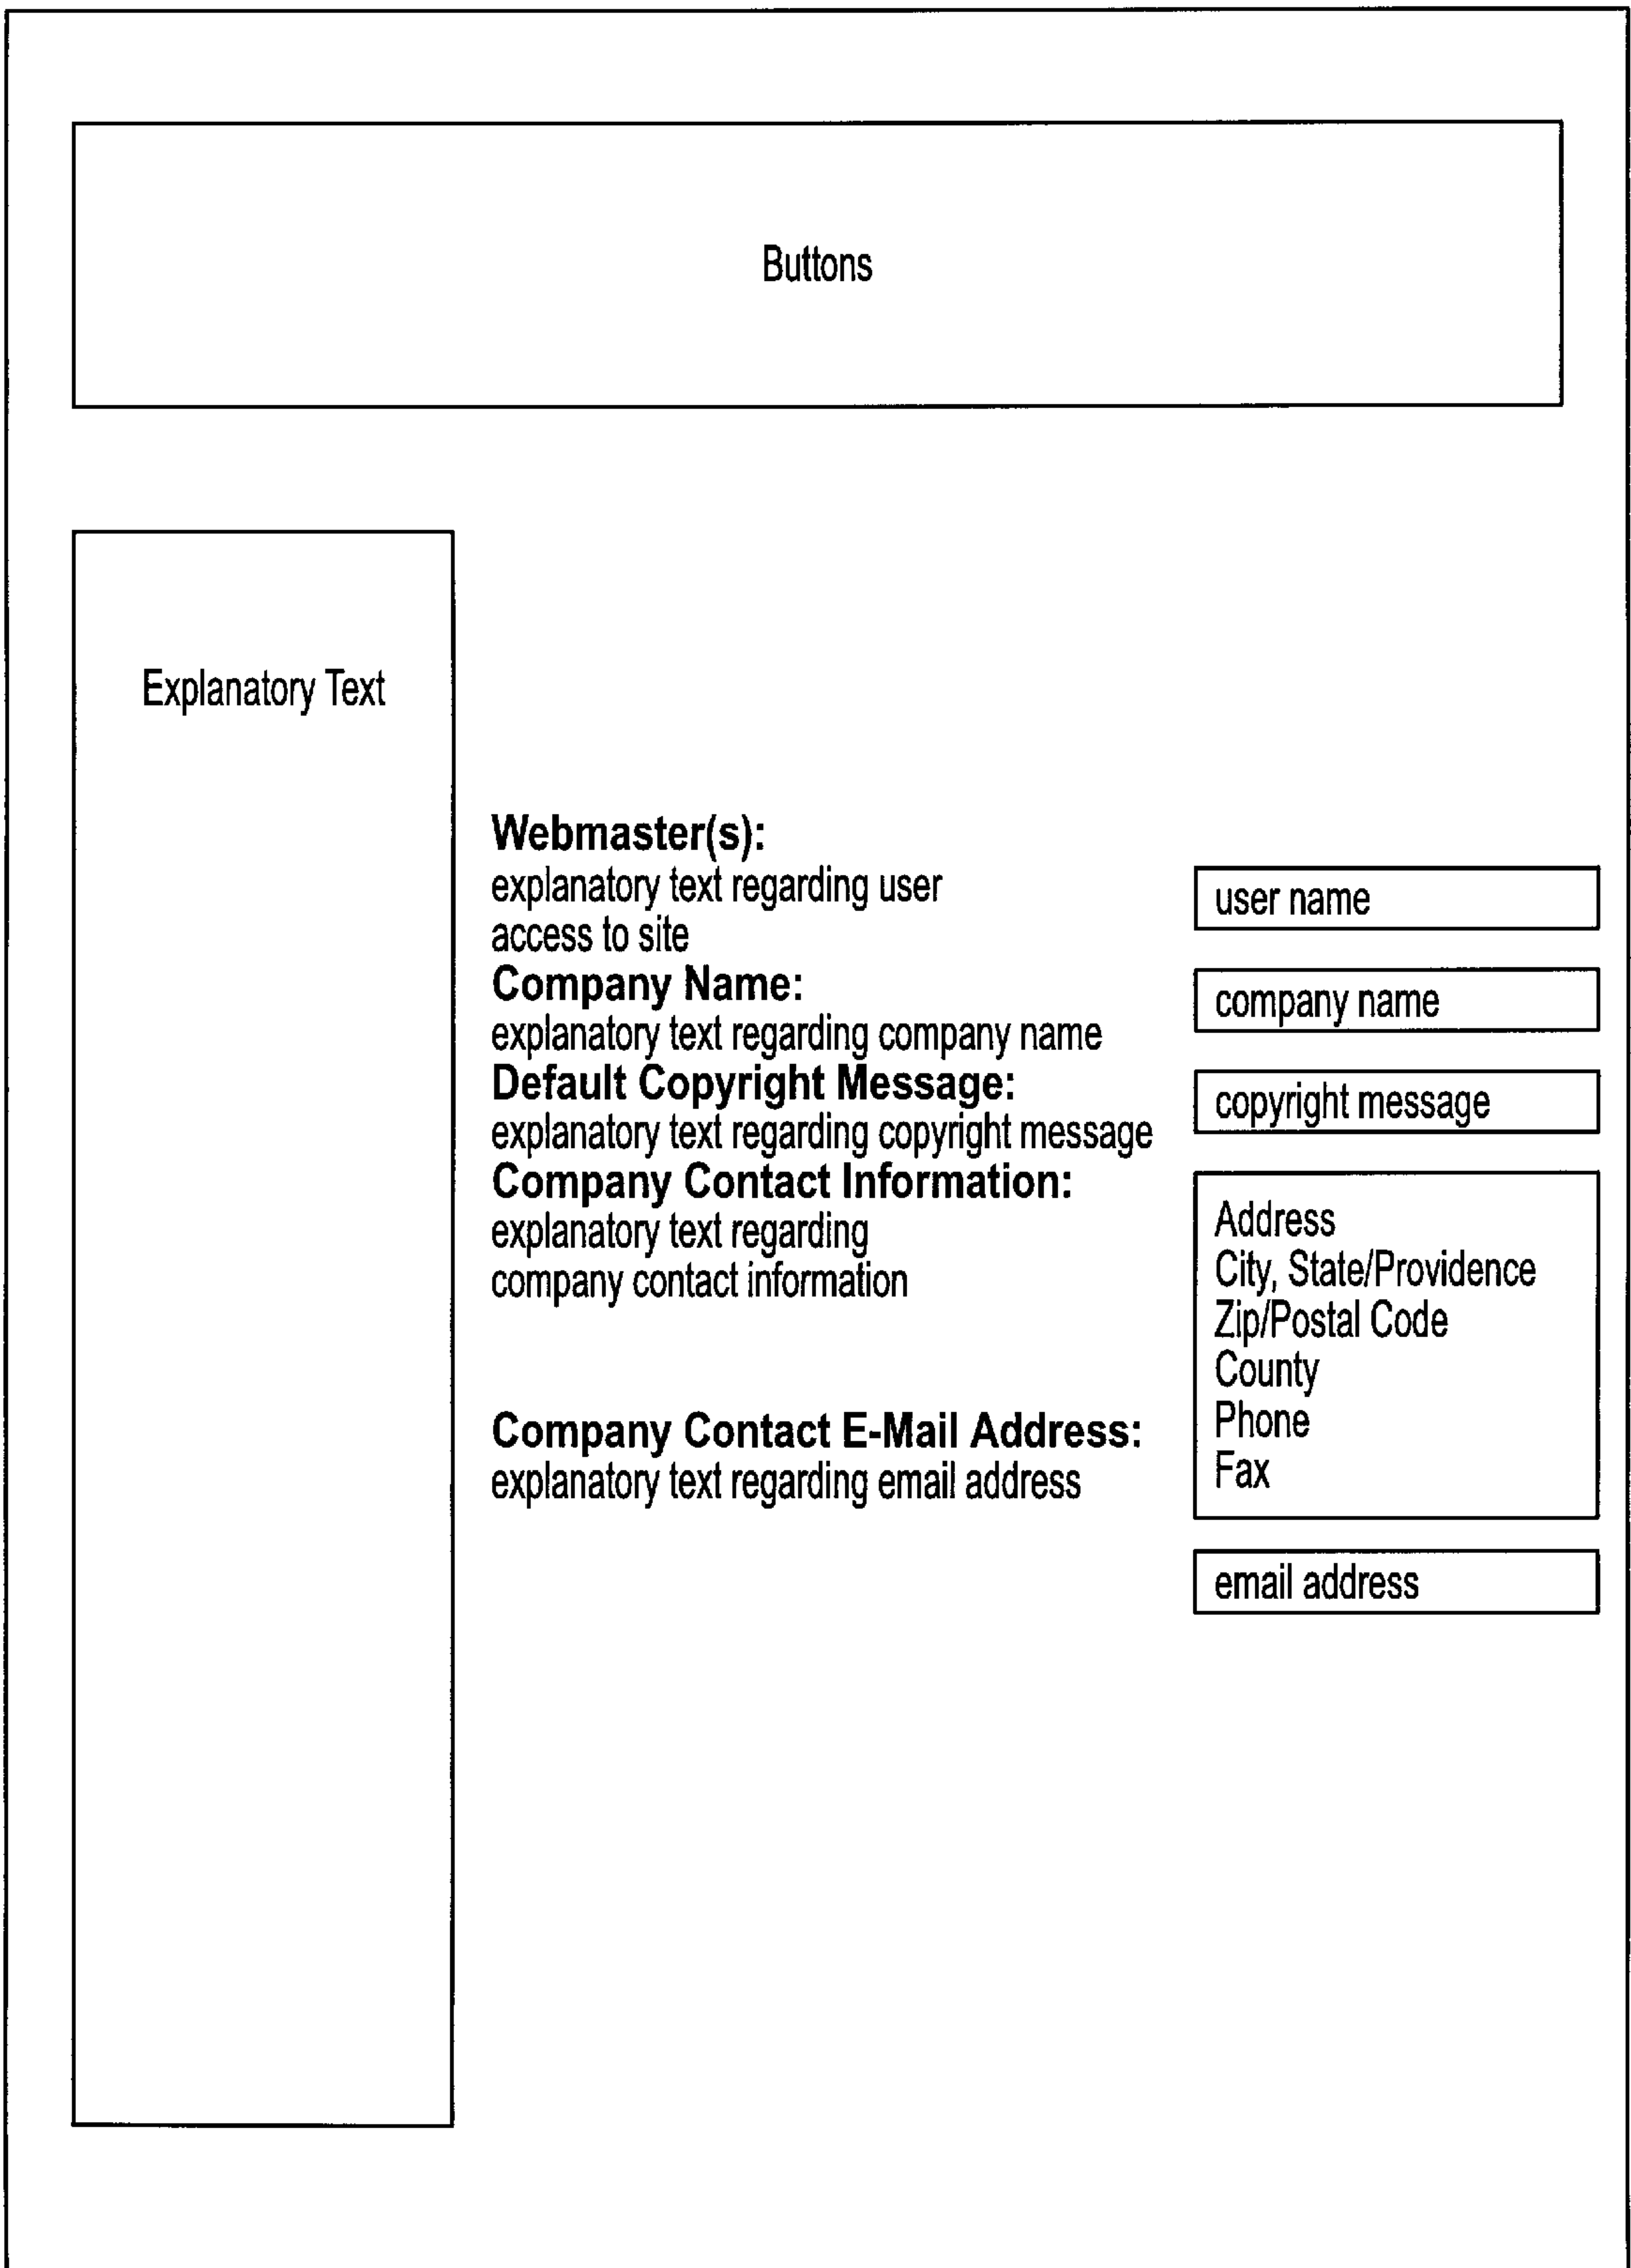 Buttons
Explanatory Text
Webmaster(s):
explanatory text regarding user
access to site
user name
Company Name:
explanatory text regarding company name
company name
Default Copyright Message:
explanatory text regarding copyright message
copyright message
Company Contact Information:
explanatory text regarding
company contact information
Address
City, State/Providence
Zip/Postal Code
County
Phone
Fax
Company Contact E-Mail Address:
explanatory text regarding email address
email address